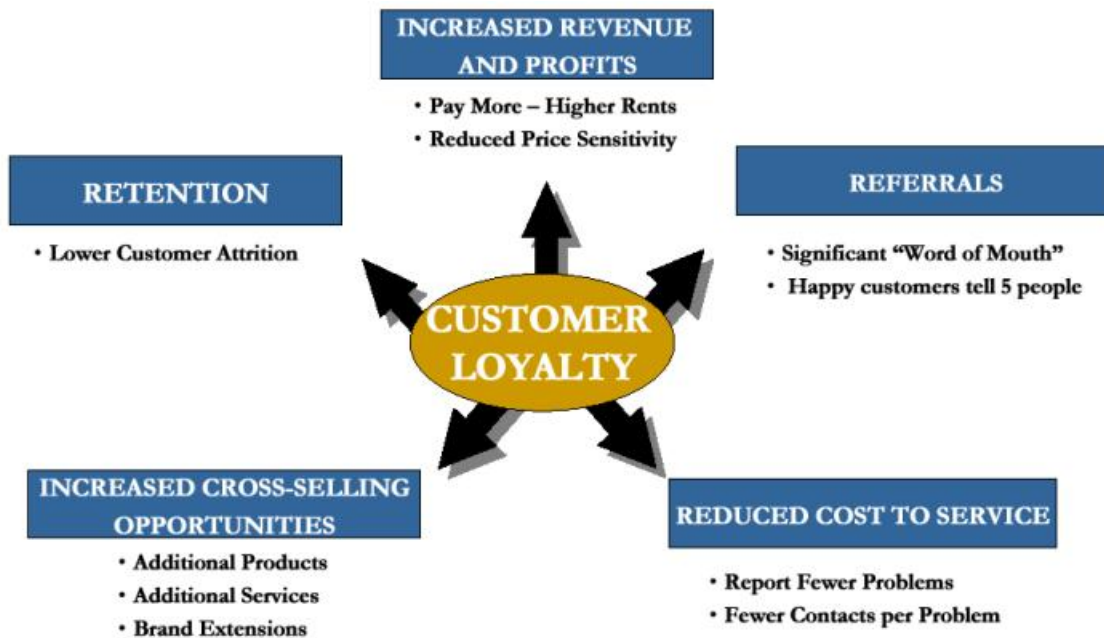 INCREASED REVENUE
AND PROFITS
• Pay More – Higher Rents
• Reduced Price Sensitivity
RETENTION
• Lower Customer Attrition
REFERRALS
• Significant “Word of Mouth”
• Happy customers tell 5 people
CUSTOMER
LOYALTY
INCREASED CROSS-SELLING
OPPORTUNITIES
• Additional Products
• Additional Services
• Brand Extensions
REDUCED COST TO SERVICE
• Report Fewer Problems
• Fewer Contacts per Problem